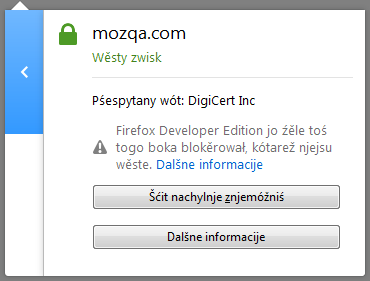 mozqa.com
Wěsty zwisk
Pśespytany wót: DigiCert Inc
Firefox Developer Edition jo źěle toś
togo boka blokěrował, kótarež njejsu
wěste. Dalšne informacije
Šćit nachylnje znjemóžniś
Dalšne informacije